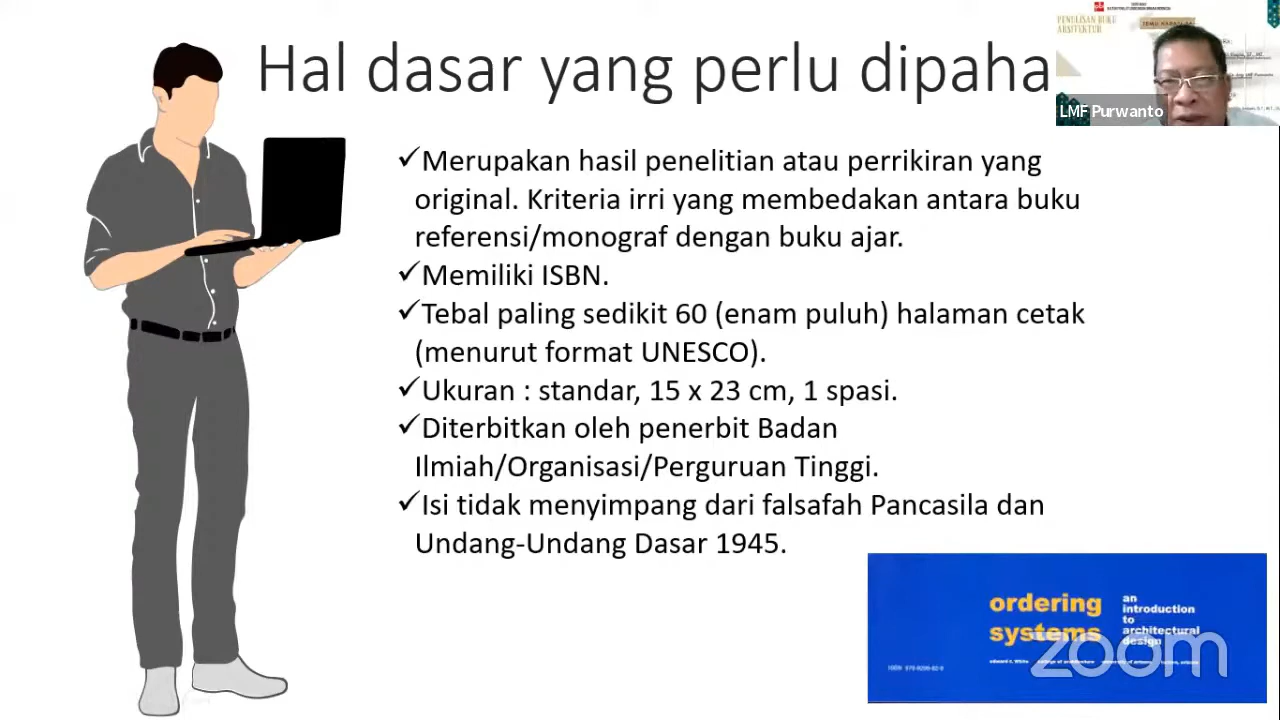 Hal dasar yang perlu dipaha
PENULISAN BUKU
ARSITEKTUR
LMF Purwanto
✓Merupakan hasil penelitian atau perrikiran yang
original. Kriteria irri yang membedakan antara buku
referensi/monograf dengan buku ajar.
✓Memiliki ISBN.
✓Tebal paling sedikit 60 (enam puluh) halaman cetak
(menurut format UNESCO).
✓Ukuran : standar, 15 x 23 cm, 1 spasi.
✓Diterbitkan oleh penerbit Badan
Ilmiah/Organisasi/Perguruan Tinggi.
✓Isi tidak menyimpang dari falsafah Pancasila dan
Undang-Undang Dasar 1945.
ordering
systems
an
introduction
to
architectural
design
zoom